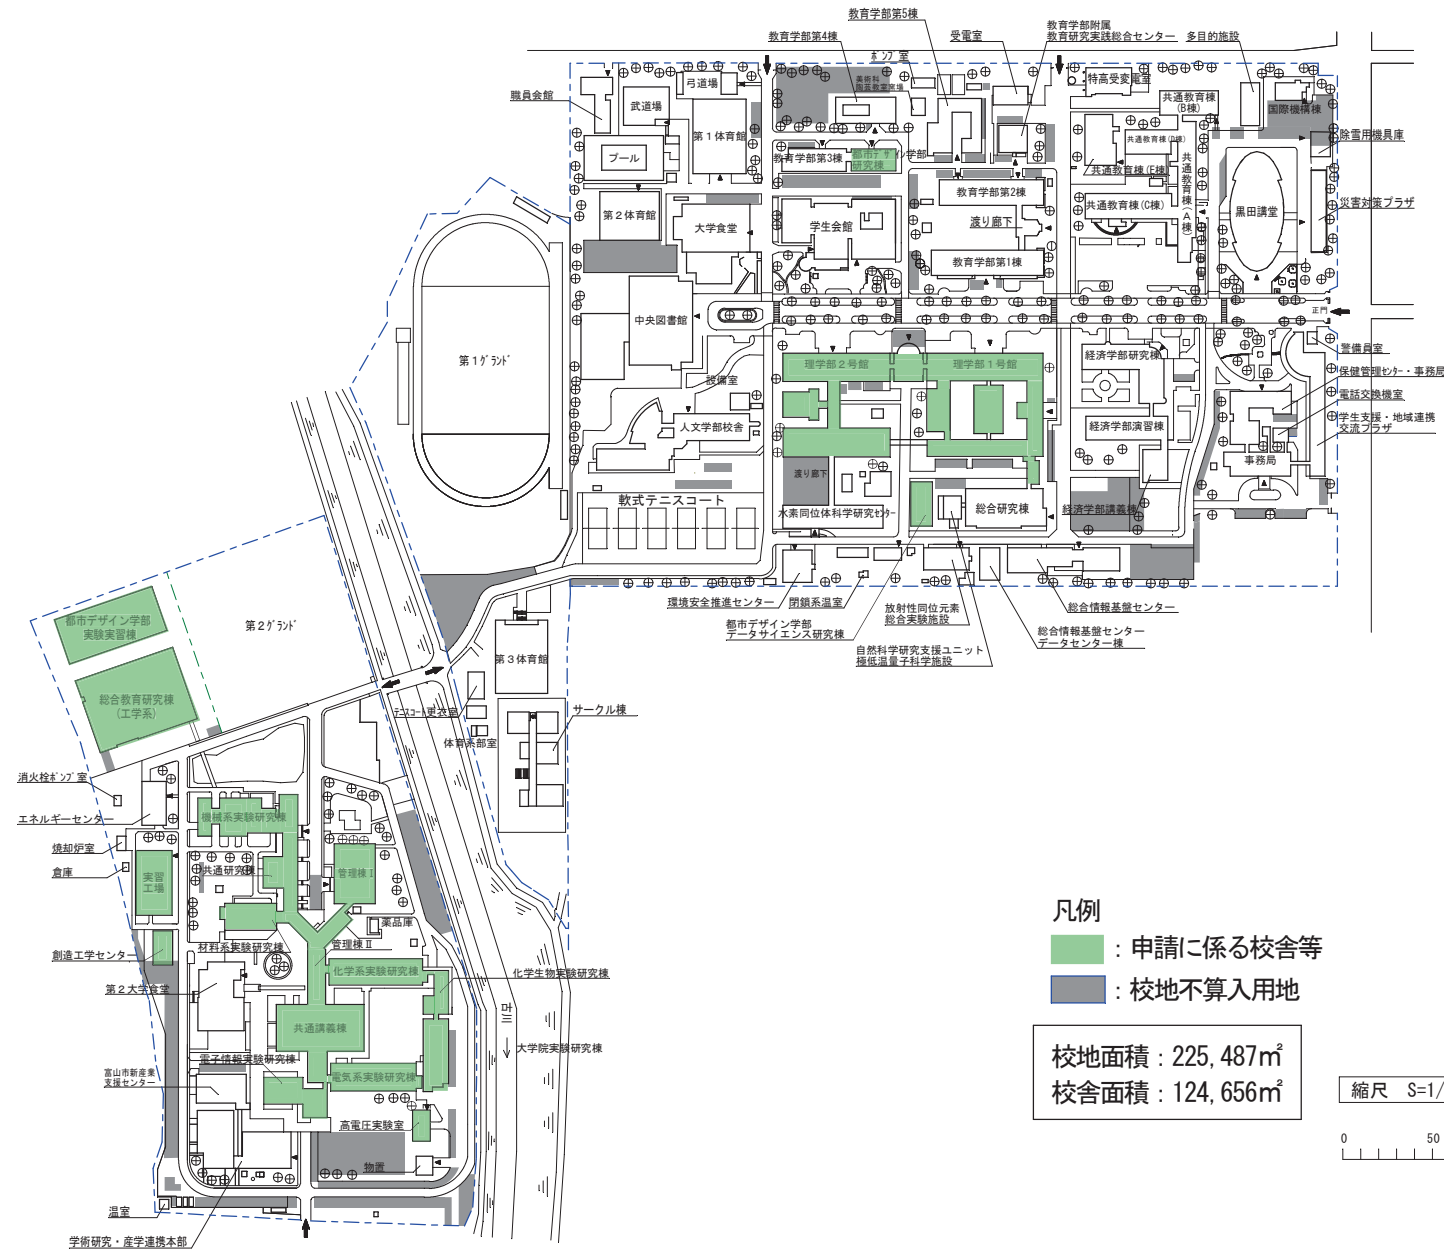 教育学部第5棟
教育学部第4棟
受電室
教育学部附属
教育研究実践総合センター
多目的施設
ポンプ室
美術科
陶芸教室窯場
特高受変電室
弓道場
職員会館
武道場
第1体育館
共通教育棟
(B棟)
国際機構棟
除雪用機具庫
プール
教育学部第3棟
都市デザイン学部
研究棟
共通教育棟(D棟)
共通教育棟(E棟)
共通教育棟(A棟)
教育学部第2棟
共通教育棟(C棟)
黒田講堂
災害対策プラザ
第2体育館
大学食堂
学生会館
渡り廊下
教育学部第1棟
正門
中央図書館
第1グランド
理学部2号館
理学部1号館
経済学部研究棟
警備員室
保健管理センター・事務局
電話交換機室
学生支援・地域連携
交流プラザ
設備室
人文学部校舎
経済学部演習棟
事務局
渡り廊下
軟式テニスコート
水素同位体科学研究センター
総合研究棟
経済学部講義棟
環境安全推進センター
閉鎖系温室
放射性同位元素
総合実験施設
総合情報基盤センター
都市デザイン学部
データサイエンス研究棟
総合情報基盤センター
データセンター棟
自然科学研究支援ユニット
極低温量子科学施設
都市デザイン学部
実験実習棟
第2グランド
第3体育館
総合教育研究棟
(工学系)
テニスコート更衣室
サークル棟
体育系部室
消火栓ポンプ室
エネルギーセンター
機械系実験研究棟
焼却炉室
倉庫
実習
工場
共通研究棟
管理棟Ⅰ
薬品庫
材料系実験研究棟
管理棟Ⅱ
創造工学センター
化学系実験研究棟
化学生物実験研究棟
第2大学食堂
古川
共通講義棟
大学院実験研究棟
電子情報実験研究棟
富山市新産業
支援センター
電気系実験研究棟
高電圧実験室
物置
温室
学術研究・産学連携本部
凡例
：申請に係る校舎等
：校地不算入用地
校地面積：225,487㎡
校舎面積：124,656㎡
縮尺 S=1/
0 50